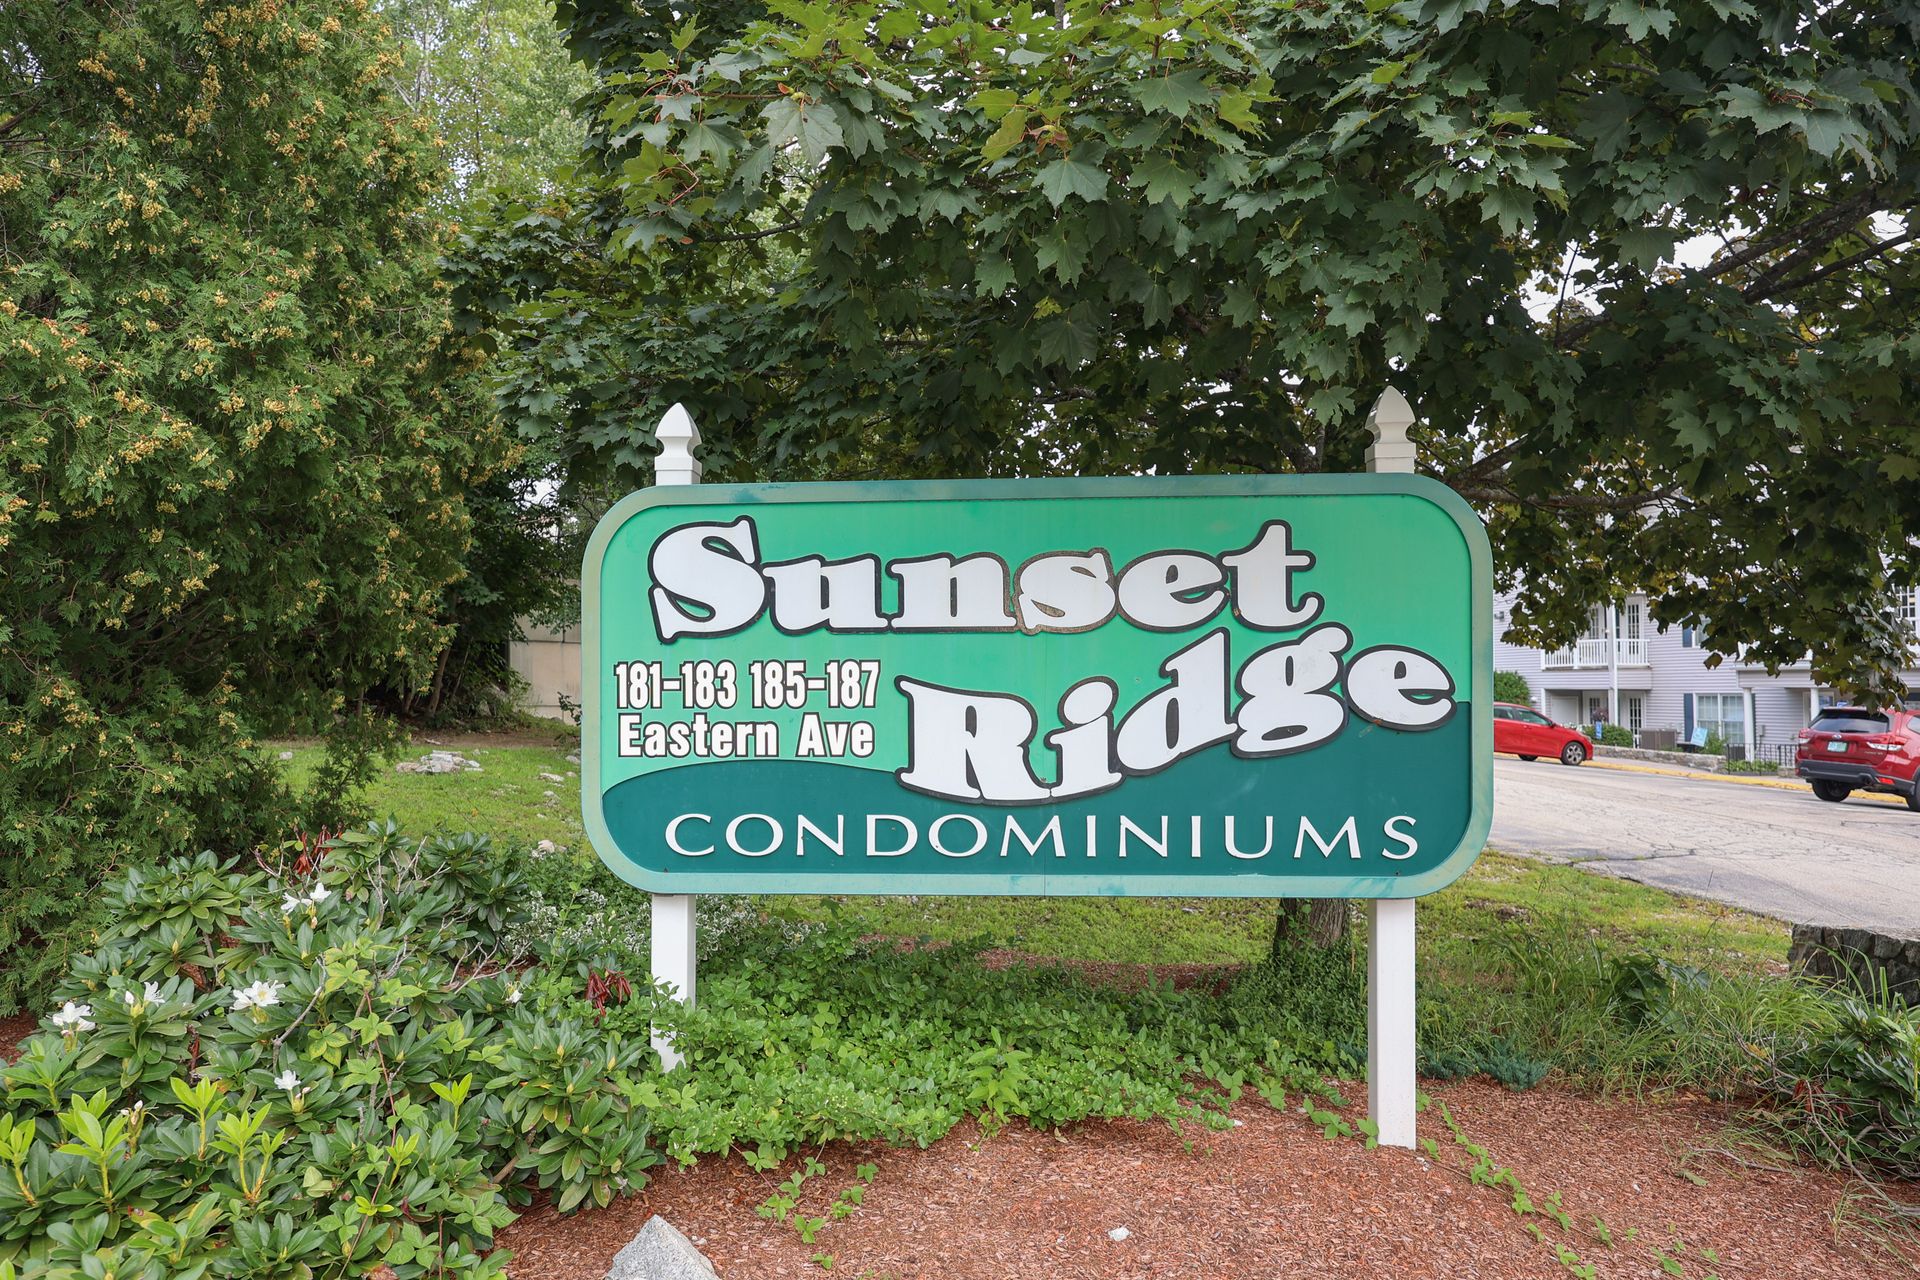 Sunset
Ridge
181-183 185-187
Eastern Ave
CONDOMINIUMS